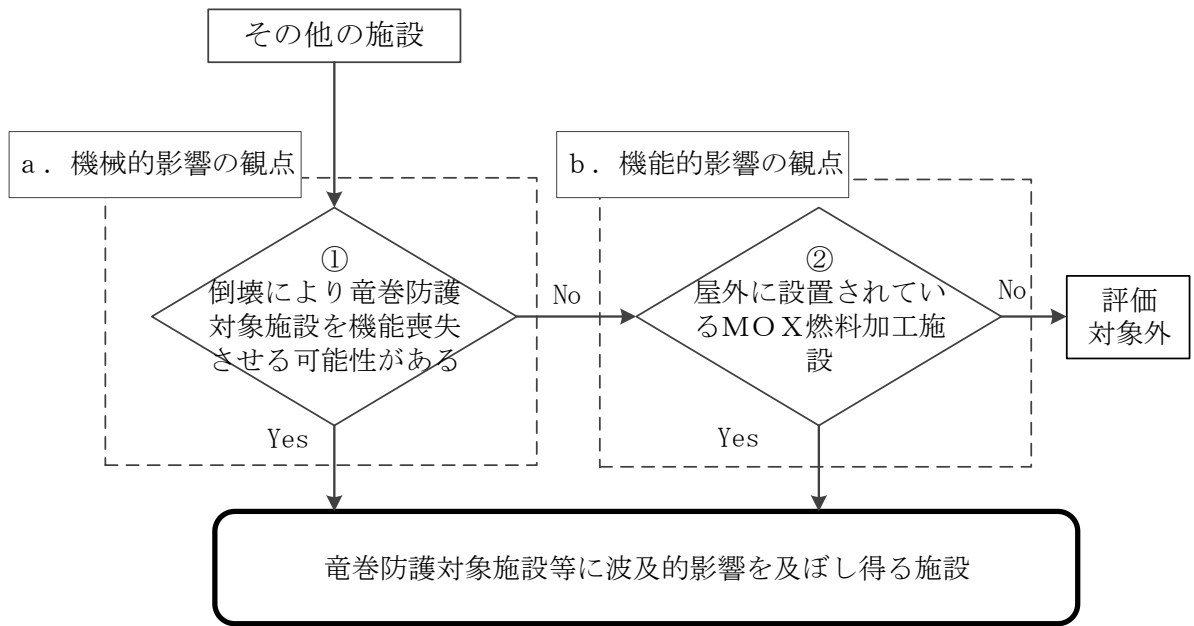 その他の施設
a．機械的影響の観点
b．機能的影響の観点
①
倒壊により竜巻防護
対象施設を機能喪失
させる可能性がある
No
②
屋外に設置されてい
るＭＯＸ燃料加工施
設
No
評価
対象外
Yes
Yes
竜巻防護対象施設等に波及的影響を及ぼし得る施設